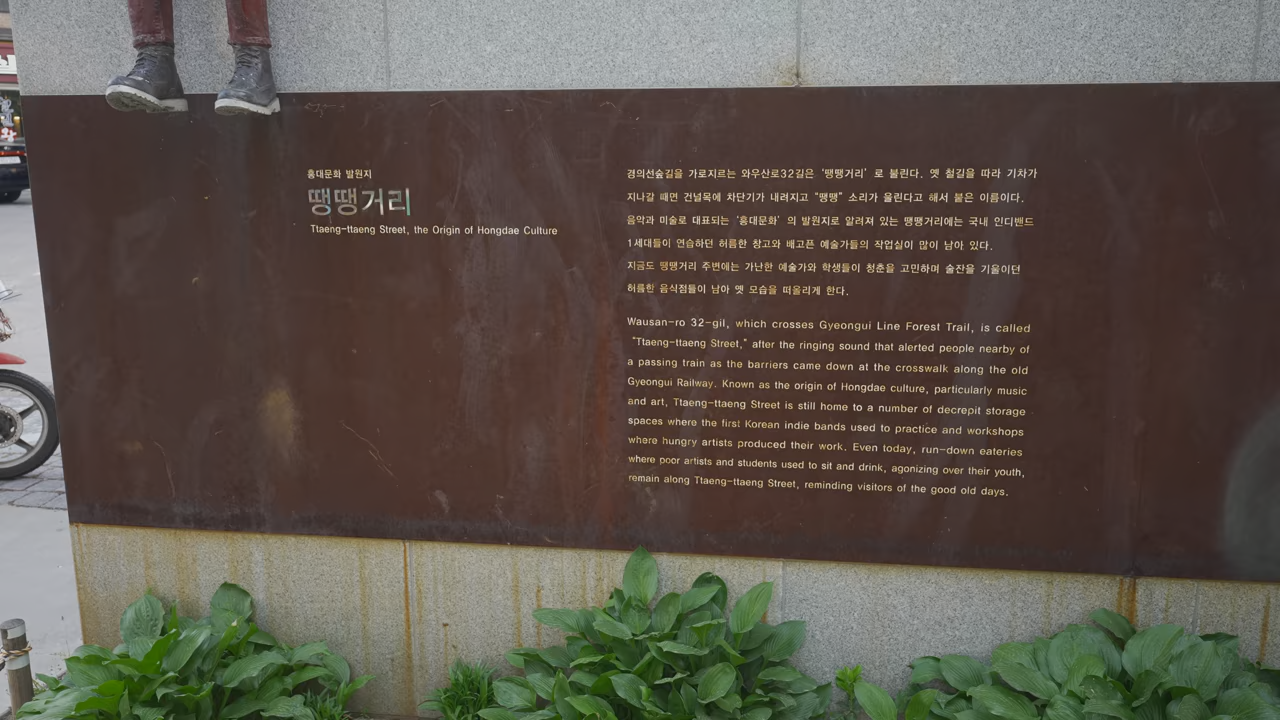 홍대문화 발원지
땡땡거리
Ttaeng-ttaeng Street, the Origin of Hongdae Culture
경의선숲길을 가로지르는 와우산로32길은 ‘땡땡거리’로 불린다. 옛 철길을 따라 기차가
지나갈 때면 건널목에 차단기가 내려지고 “땡땡” 소리가 울린다고 해서 붙은 이름이다.
음악과 미술로 대표되는 ‘홍대문화’의 발원지로 알려져 있는 땡땡거리에는 국내 인디밴드
1세대들이 연습하던 허름한 창고와 배고픈 예술가들의 작업실이 많이 남아 있다.
지금도 땡땡거리 주변에는 가난한 예술가와 학생들이 청춘을 고민하며 술잔을 기울이던
허름한 음식점들이 남아 옛 모습을 떠올리게 한다.
Wausan-ro 32-gil, which crosses Gyeongui Line Forest Trail, is called
“Ttaeng-ttaeng Street,” after the ringing sound that alerted people nearby of
a passing train as the barriers came down at the crosswalk along the old
Gyeongui Railway. Known as the origin of Hongdae culture, particularly music
and art, Ttaeng-ttaeng Street is still home to a number of decrepit storage
spaces where the first Korean indie bands used to practice and workshops
where hungry artists produced their work. Even today, run-down eateries
where poor artists and students used to sit and drink, agonizing over their youth,
remain along Ttaeng-ttaeng Street, reminding visitors of the good old days.